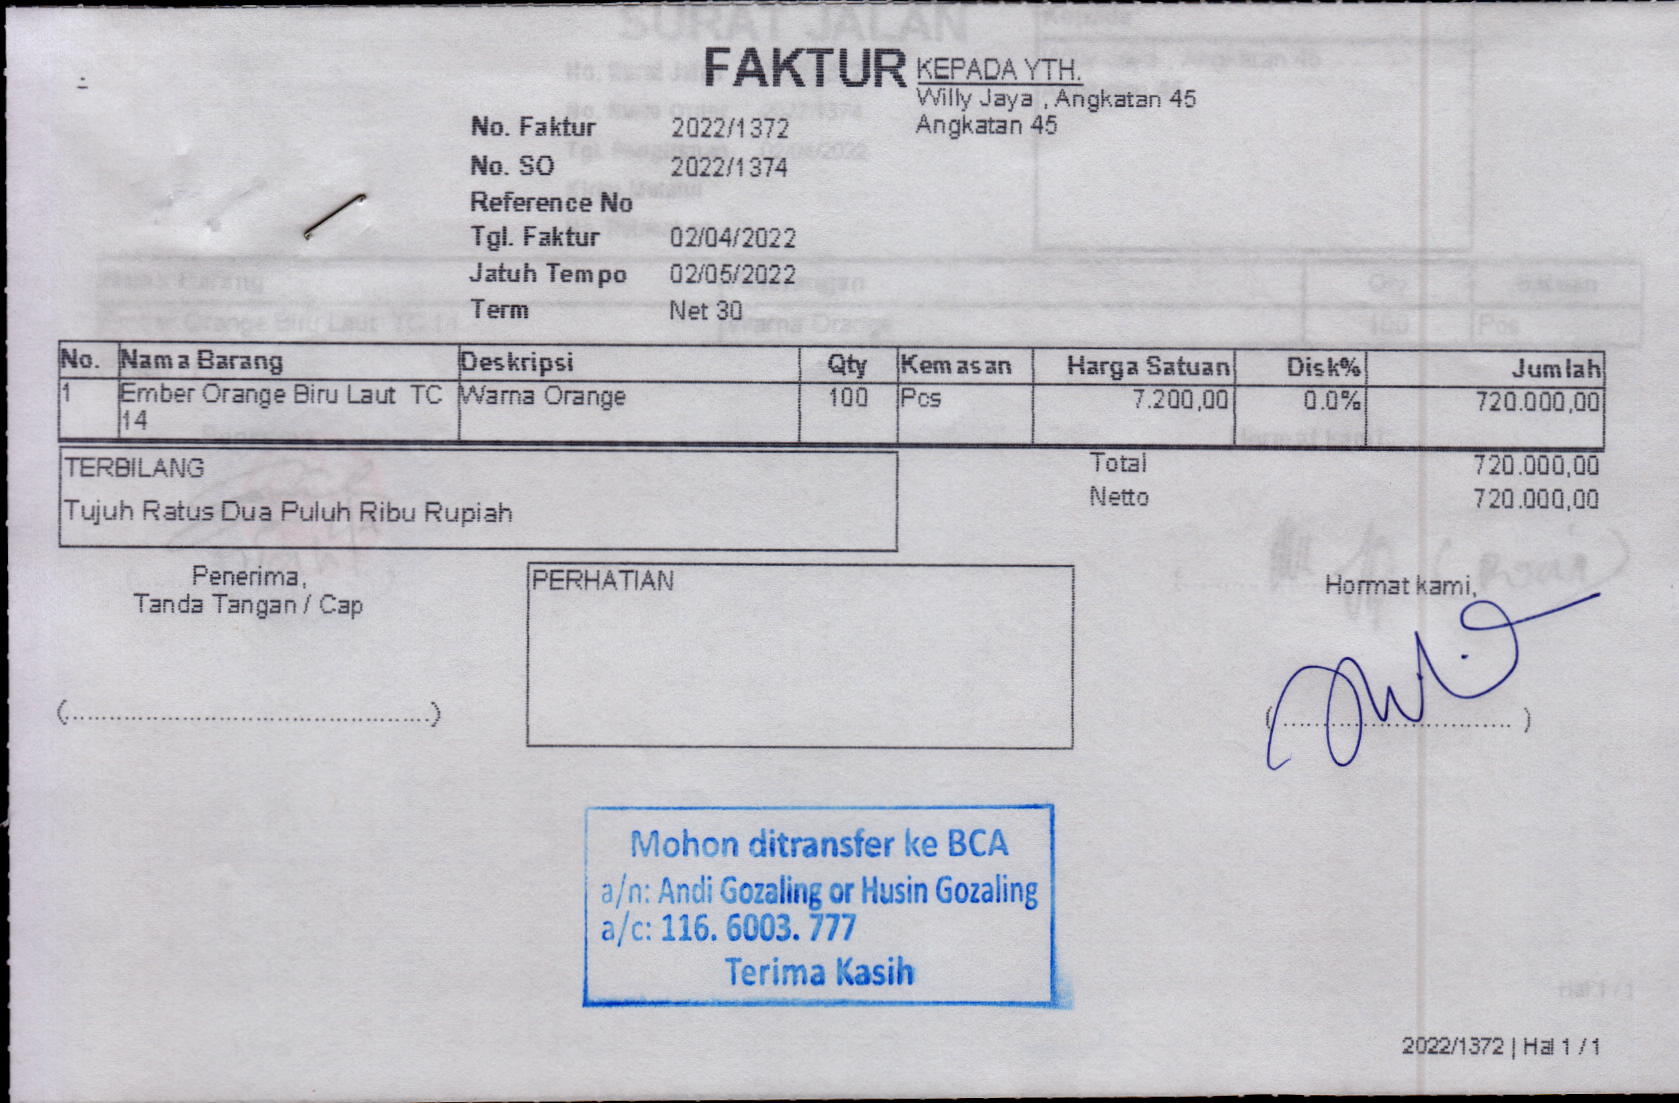 FAKTUR
KEPADA YTH.
Willy Jaya , Angkatan 45
Angkatan 45
No. Faktur 2022/1372
No. SO 2022/1374
Reference No
Tgl. Faktur 02/04/2022
Jatuh Tempo 02/05/2022
Term Net 30
No. Nama Barang Deskripsi Qty Kemasan Harga Satuan Disk% Jumlah
1 Ember Orange Biru Laut TC Warna Orange 100 Pcs 7.200,00 0.0% 720.000,00
14
TERBILANG
Tujuh Ratus Dua Puluh Ribu Rupiah
Total 720.000,00
Netto 720.000,00
Penerima,
Tanda Tangan / Cap
(................................................)
PERHATIAN
Hormat kami,
(................................)
Mohon ditransfer ke BCA
a/n: Andi Gozaling or Husin Gozaling
a/c: 116. 6003. 777
Terima Kasih
2022/1372 | Hal 1 / 1